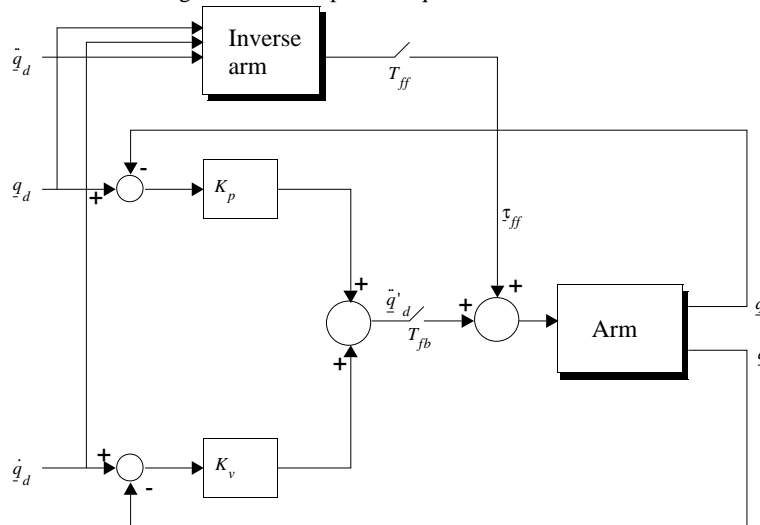 Inverse
arm
q̈_d
T_ff
-
q_d
+
K_p
τ_ff
+
+
q̈'_d
+
T_fb
Arm
q
+
q̇_d
+
-
K_v